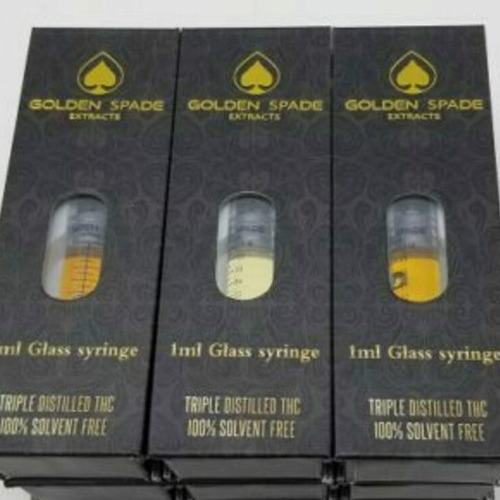 GOLDEN SPADE
EXTRACTS
ml Glass syringe
TRIPLE DISTILLED THC
100% SOLVENT FREE
GOLDEN SPADE
EXTRACTS
1ml Glass syringe
TRIPLE DISTILLED THC
100% SOLVENT FREE
GOLDEN SPADE
EXTRACTS
1ml Glass syringe
TRIPLE DISTILLED THC
100% SOLVENT FREE